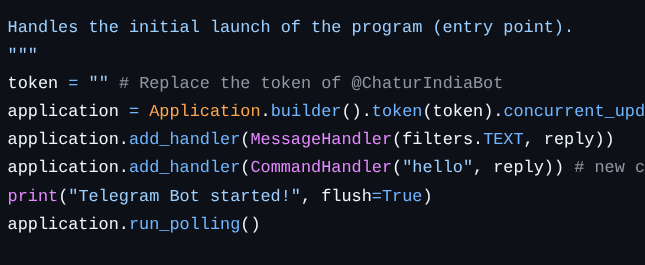 Handles the initial launch of the program (entry point).
"""
token = "" # Replace the token of @ChaturIndiaBot
application = Application.builder().token(token).concurrent_upd
application.add_handler(MessageHandler(filters.TEXT, reply))
application.add_handler(CommandHandler("hello", reply)) # new c
print("Telegram Bot started!", flush=True)
application.run_polling()